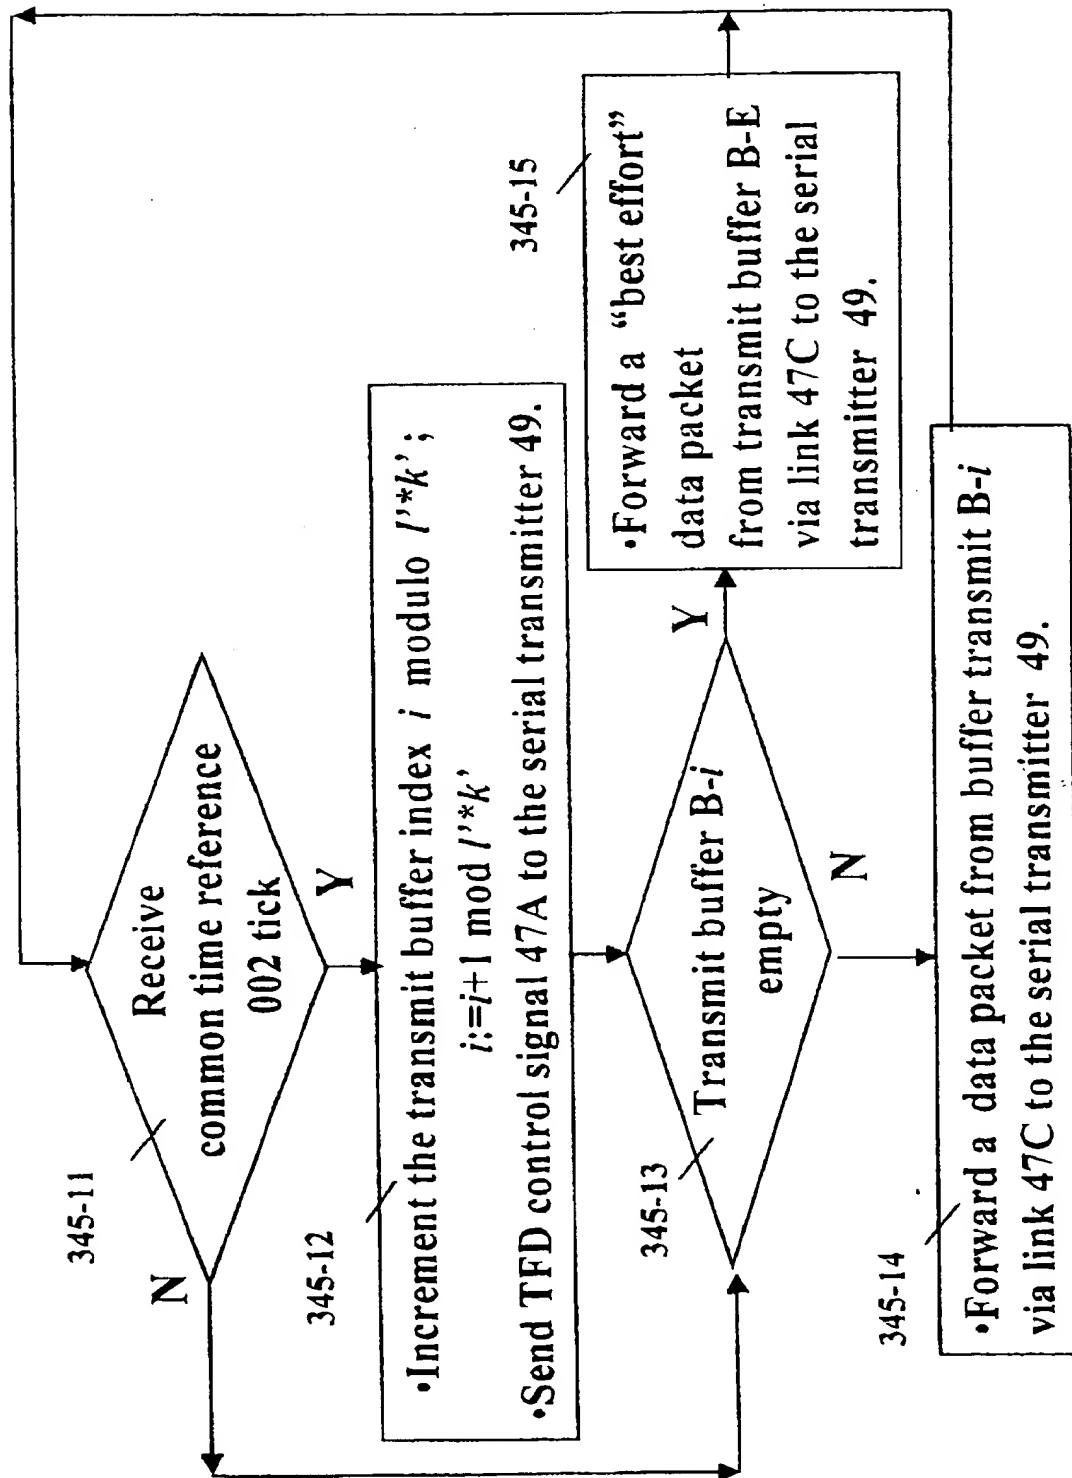 345-11
Receive
common time reference
002 tick
N
Y
345-12
•Increment the transmit buffer index i modulo l'*k' ;
i:=i+1 mod l'*k'
•Send TFD control signal 47A to the serial transmitter 49.
345-13
Transmit buffer B-i
empty
Y
N
345-15
•Forward a “best effort”
data packet
from transmit buffer B-E
via link 47C to the serial
transmitter 49.
345-14
•Forward a data packet from buffer transmit B-i
via link 47C to the serial transmitter 49.